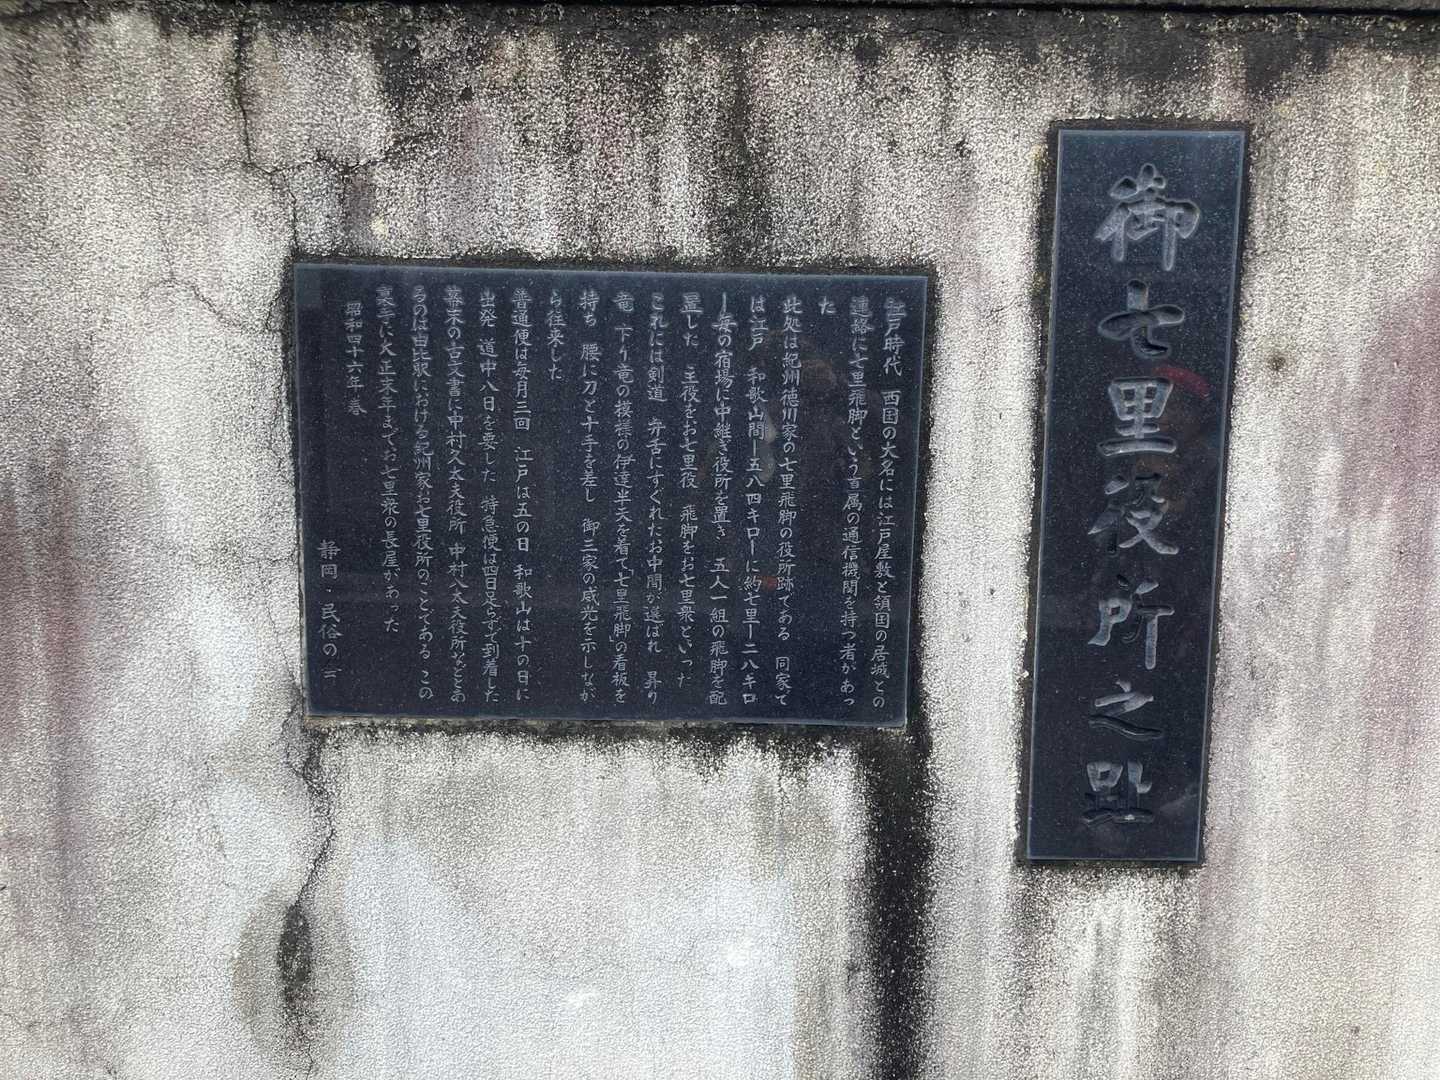 御七里役所之趾
江戸時代　西国の大名には江戸屋敷と領国の居城との
連絡に七里飛脚という直属の通信機関を持つ者があっ
た
此処は紀州徳川家の七里飛脚の役所跡である　同家で
は江戸　和歌山間ー五八四キローに約七里ー二八キロ
ー毎の宿場に中継ぎ役所を置き　五人一組の飛脚を配
置した　主役をお七里役　飛脚をお七里衆といった
これには剣道　弁舌にすぐれたお中間が選ばれ　昇り
竜　下り竜の模様の伊達半天を着て「七里飛脚」の看板を
持ち　腰に刀と十手を差し　御三家の威光を示しなが
ら往来した
普通便は毎月三回　江戸は五の日　和歌山は十の日に
出発　道中八日を要した　特急便は四日足らずで到着した
幕末の古文書に中村久太夫役所　中村八太夫役所などとあ
るのは由比駅における紀州家お七里役所のことである　この
裏手に大正末年までお七里衆の長屋があった
昭和四十六年春
静岡・民俗の会